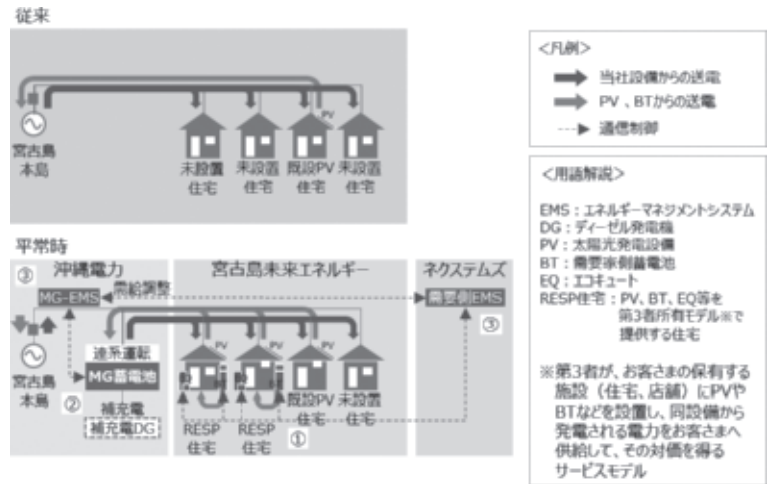 従来
宮古島
本島
PV
未設置
住宅
未設置
住宅
既設PV
住宅
未設置
住宅
平常時
③
沖縄電力
MG-EMS
需給調整
宮古島
本島
連系運転
MG蓄電池
②
補充電
補充電DG
宮古島未来エネルギー
PV
PV
PV
RESP
住宅
RESP
住宅
①
既設PV
住宅
未設置
住宅
ネクステムズ
需要側EMS
③
<凡例>
当社設備からの送電
PV、BTからの送電
通信制御
<用語解説>
EMS:エネルギーマネジメントシステム
DG:ディーゼル発電機
PV:太陽光発電設備
BT:需要家側蓄電池
EQ:エコキュート
RESP住宅:PV、BT、EQ等を
第3者所有モデル※で
提供する住宅
※第3者が、お客さまの保有する
施設(住宅、店舗)にPVや
BTなどを設置し、同設備から
発電される電力をお客さまへ
供給して、その対価を得る
サービスモデル